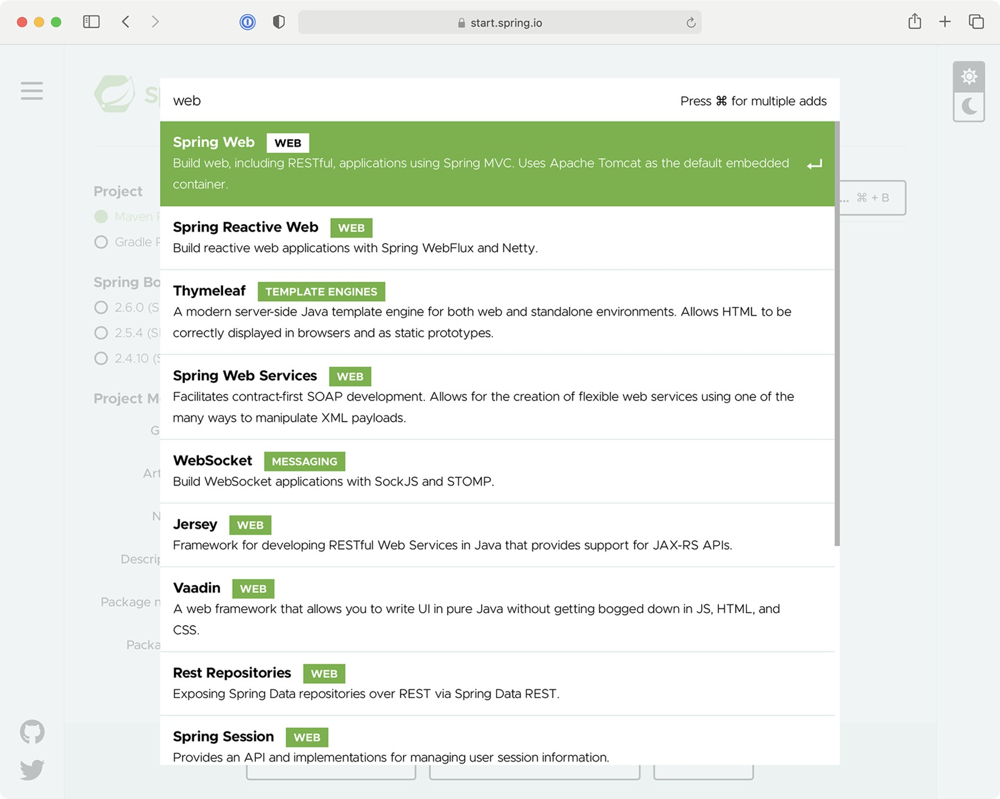 start.spring.io
web
Press ⌘ for multiple adds
Spring Web WEB
Build web, including RESTful, applications using Spring MVC. Uses Apache Tomcat as the default embedded
container.
... ⌘ + B
Spring Reactive Web WEB
Build reactive web applications with Spring WebFlux and Netty.
Thymeleaf TEMPLATE ENGINES
A modern server-side Java template engine for both web and standalone environments. Allows HTML to be
correctly displayed in browsers and as static prototypes.
Spring Web Services WEB
Facilitates contract-first SOAP development. Allows for the creation of flexible web services using one of the
many ways to manipulate XML payloads.
WebSocket MESSAGING
Build WebSocket applications with SockJS and STOMP.
Jersey WEB
Framework for developing RESTful Web Services in Java that provides support for JAX-RS APIs.
Vaadin WEB
A web framework that allows you to write UI in pure Java without getting bogged down in JS, HTML, and
CSS.
Rest Repositories WEB
Exposing Spring Data repositories over REST via Spring Data REST.
Spring Session WEB
Provides an API and implementations for managing user session information.
Project
Maven
Gradle
Spring Bo
2.6.0 (S
2.5.4 (S
2.4.10 (S
Project M
G
Art
N
Descrip
Package n
Packa